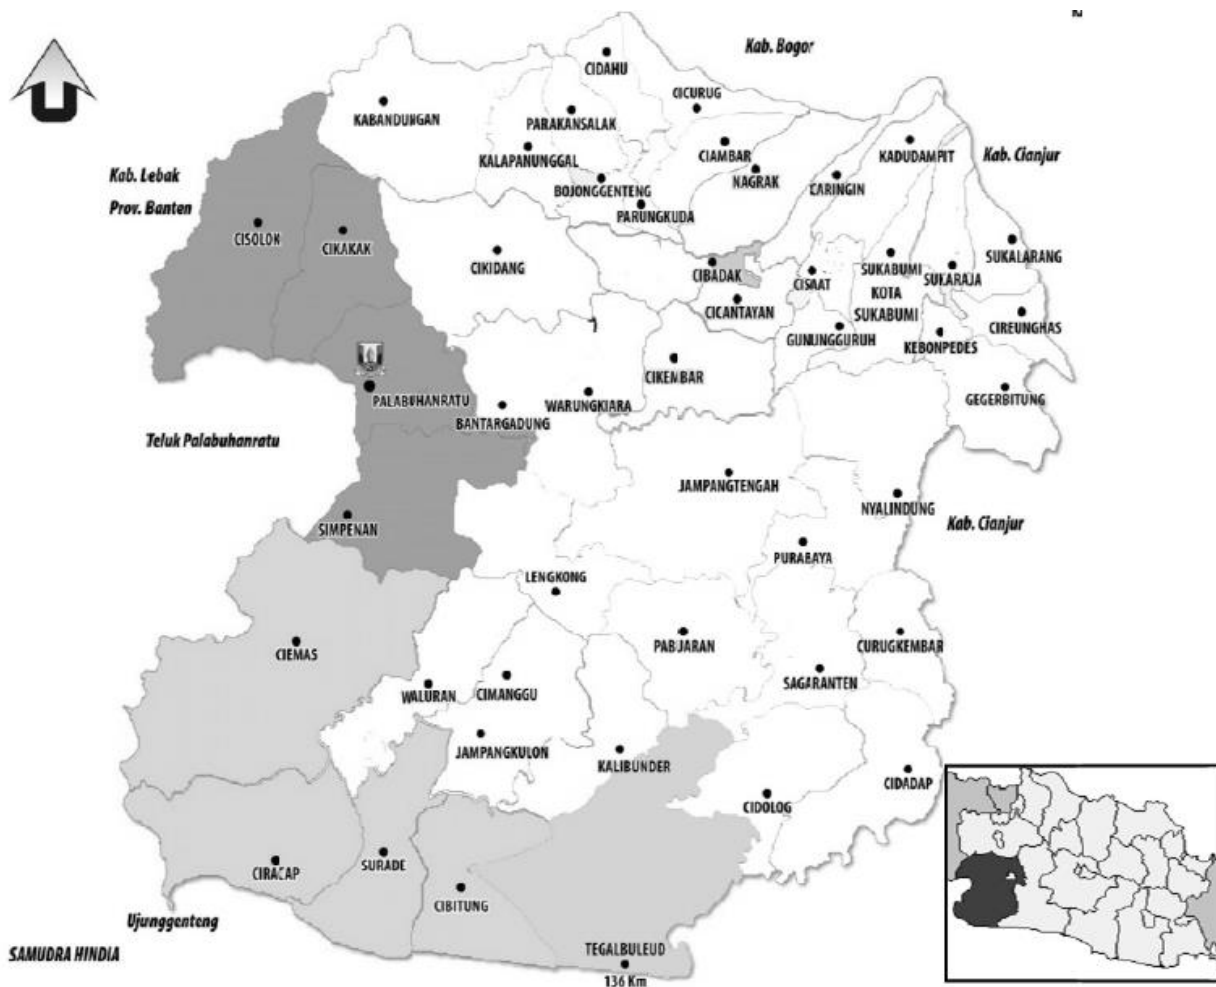 N
Kab. Bogor
CIDAHU
CICURUG
KABANDUNGAN
PARAKANSALAK
KALAPANUNGGAL
CIAMBAR
KADUDAMPIT
Kab. Cianjur
Kab. Lebak
Prov. Banten
BOJONGGENTENG
NAGRAK
CARINGIN
PARUNGKUDA
CISOLOK
CIKAKAK
CIKIDANG
CIBADAK
CISAAT
SUKABUMI
SUKARAJA
SUKALARANG
CICANTAYAN
KOTA
SUKABUMI
GUNUNGGURUH
KEBONPEDES
CIREUNGHAS
CIKEMBAR
PALABUHANRATU
WARUNGKIARA
BANTARGADUNG
GEGERBITUNG
Teluk Palabuhanratu
JAMPANGTENGAH
NYALINDUNG
Kab. Cianjur
SIMPENAN
PURABAYA
LENGKONG
CIEMAS
PABUARAN
CURUGKEMBAR
WALURAN
CIMANGGU
SAGARANTEN
JAMPANGKULON
KALIBUNDER
CIDADAP
CIDOLOG
CIRACAP
SURADE
CIBITUNG
Ujunggenteng
SAMUDRA HINDIA
TEGALBULEUD
136 Km